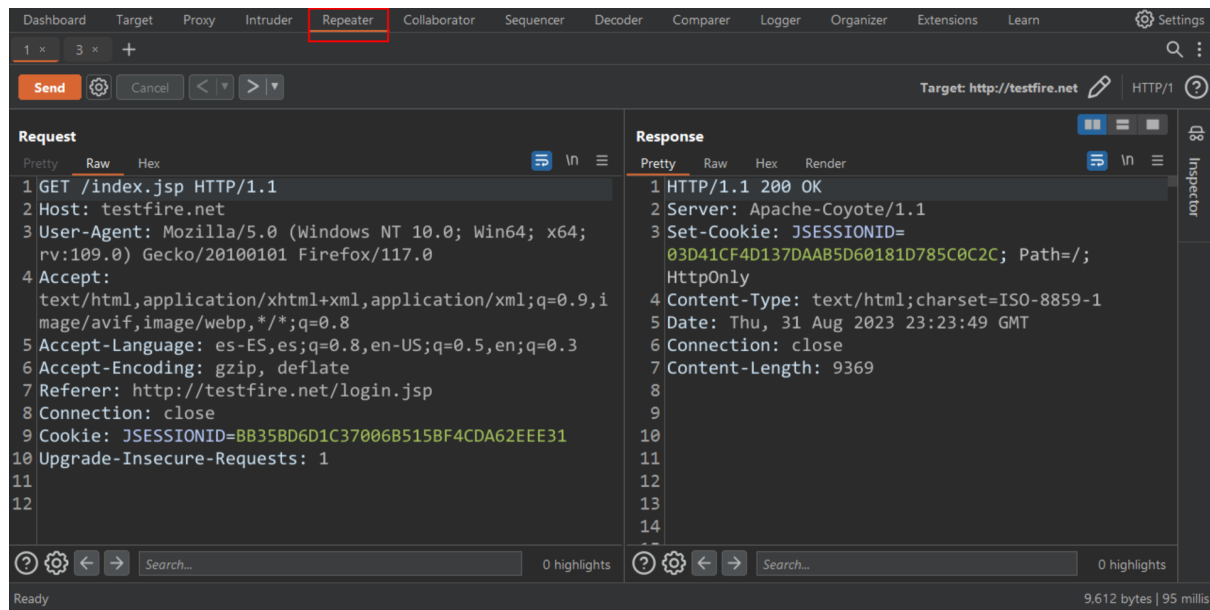 Dashboard Target Proxy Intruder Repeater Collaborator Sequencer Decoder Comparer Logger Organizer Extensions Learn Settings
1 × 3 × +
Send Cancel < > Target: http://testfire.net HTTP/1 ?
Request
Pretty Raw Hex \n
1 GET /index.jsp HTTP/1.1
2 Host: testfire.net
3 User-Agent: Mozilla/5.0 (Windows NT 10.0; Win64; x64;
rv:109.0) Gecko/20100101 Firefox/117.0
4 Accept:
text/html,application/xhtml+xml,application/xml;q=0.9,i
mage/avif,image/webp,*/*;q=0.8
5 Accept-Language: es-ES,es;q=0.8,en-US;q=0.5,en;q=0.3
6 Accept-Encoding: gzip, deflate
7 Referer: http://testfire.net/login.jsp
8 Connection: close
9 Cookie: JSESSIONID=BB35BD6D1C37006B515BF4CDA62EEE31
10 Upgrade-Insecure-Requests: 1
11
12
? Search... 0 highlights
Response
Pretty Raw Hex Render \n
1 HTTP/1.1 200 OK
2 Server: Apache-Coyote/1.1
3 Set-Cookie: JSESSIONID=
03D41CF4D137DAAB5D60181D785C0C2C; Path=/;
HttpOnly
4 Content-Type: text/html;charset=ISO-8859-1
5 Date: Thu, 31 Aug 2023 23:23:49 GMT
6 Connection: close
7 Content-Length: 9369
8
9
10
11
12
13
14
? Search... 0 highlights
Inspector
Ready 9,612 bytes | 95 millis